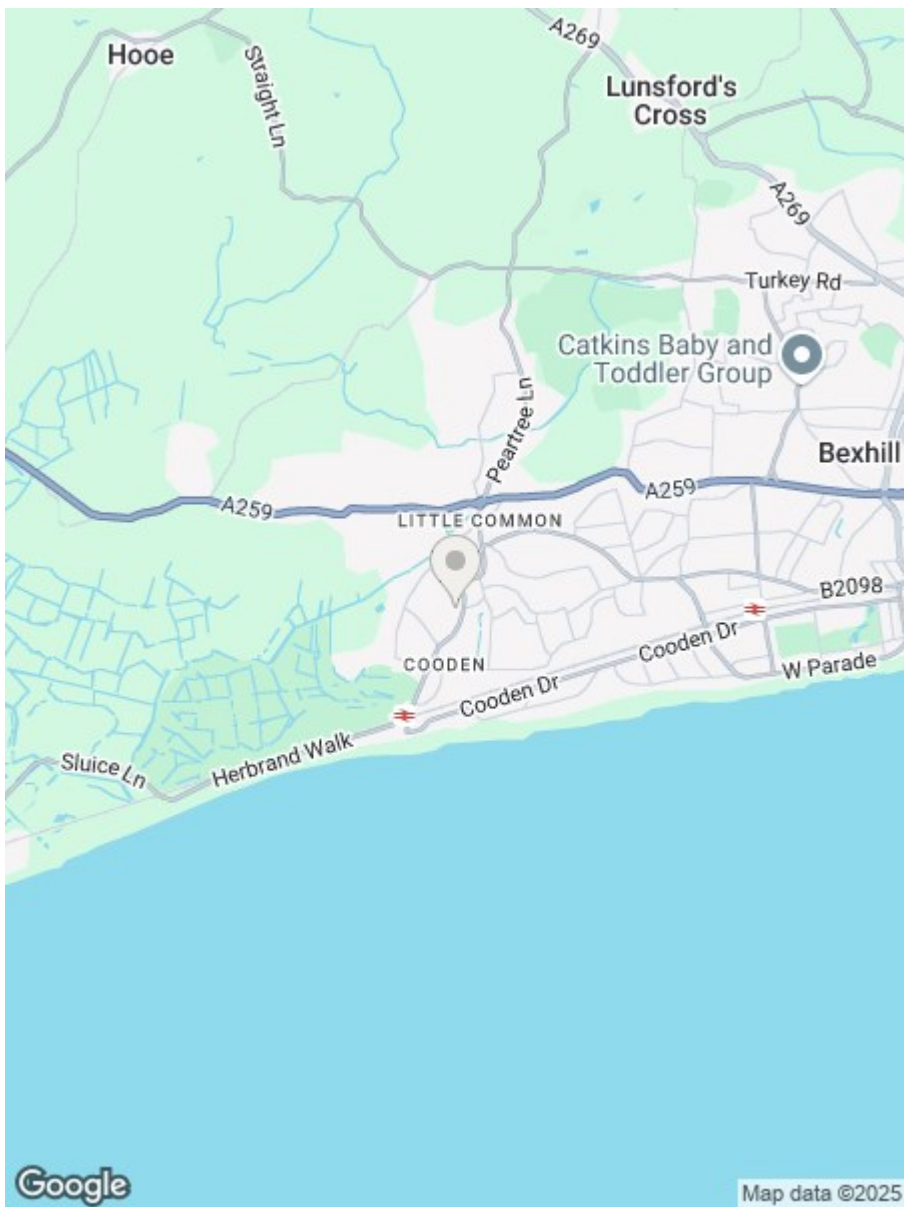 A269
Hooe
Straight Ln
Lunsford's
Cross
A269
Turkey Rd
Catkins Baby and
Toddler Group
Peartree Ln
Bexhill
A259
A259
LITTLE COMMON
B2098
Cooden Dr
COODEN
W Parade
Cooden Dr
Herbrand Walk
Sluice Ln
Google
Map data ©2025